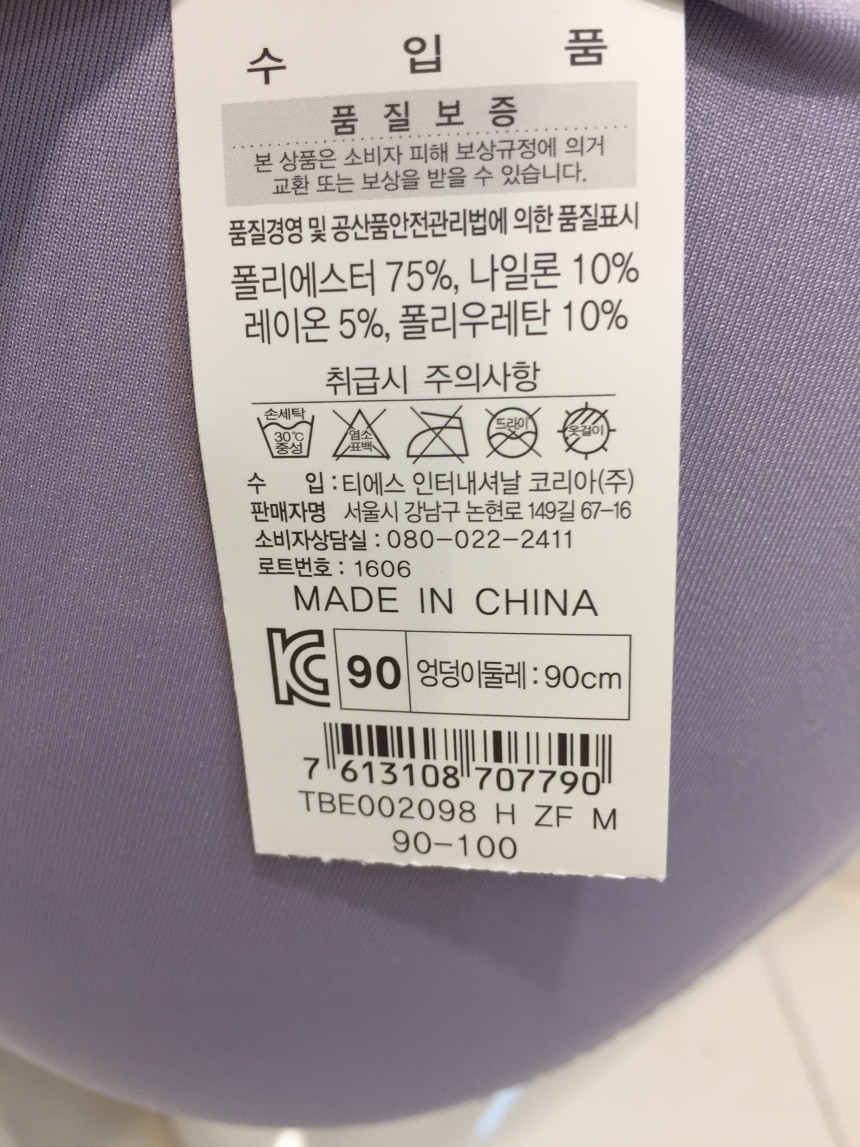 수 입 품
품 질 보 증
본 상품은 소비자 피해 보상규정에 의거
교환 또는 보상을 받을 수 있습니다.
품질경영 및 공산품안전관리법에 의한 품질표시
폴리에스터 75%, 나일론 10%
레이온 5%, 폴리우레탄 10%
취급시 주의사항
손세탁 30℃ 중성 염소 표백 드라이 옷걸이
수 입 : 티에스 인터내셔날 코리아(주)
판매자명 서울시 강남구 논현로 149길 67-16
소비자상담실 : 080-022-2411
로트번호 : 1606
MADE IN CHINA
KC 90 엉덩이둘레 : 90cm
7 613108 707790
TBE002098 H ZF M
90-100